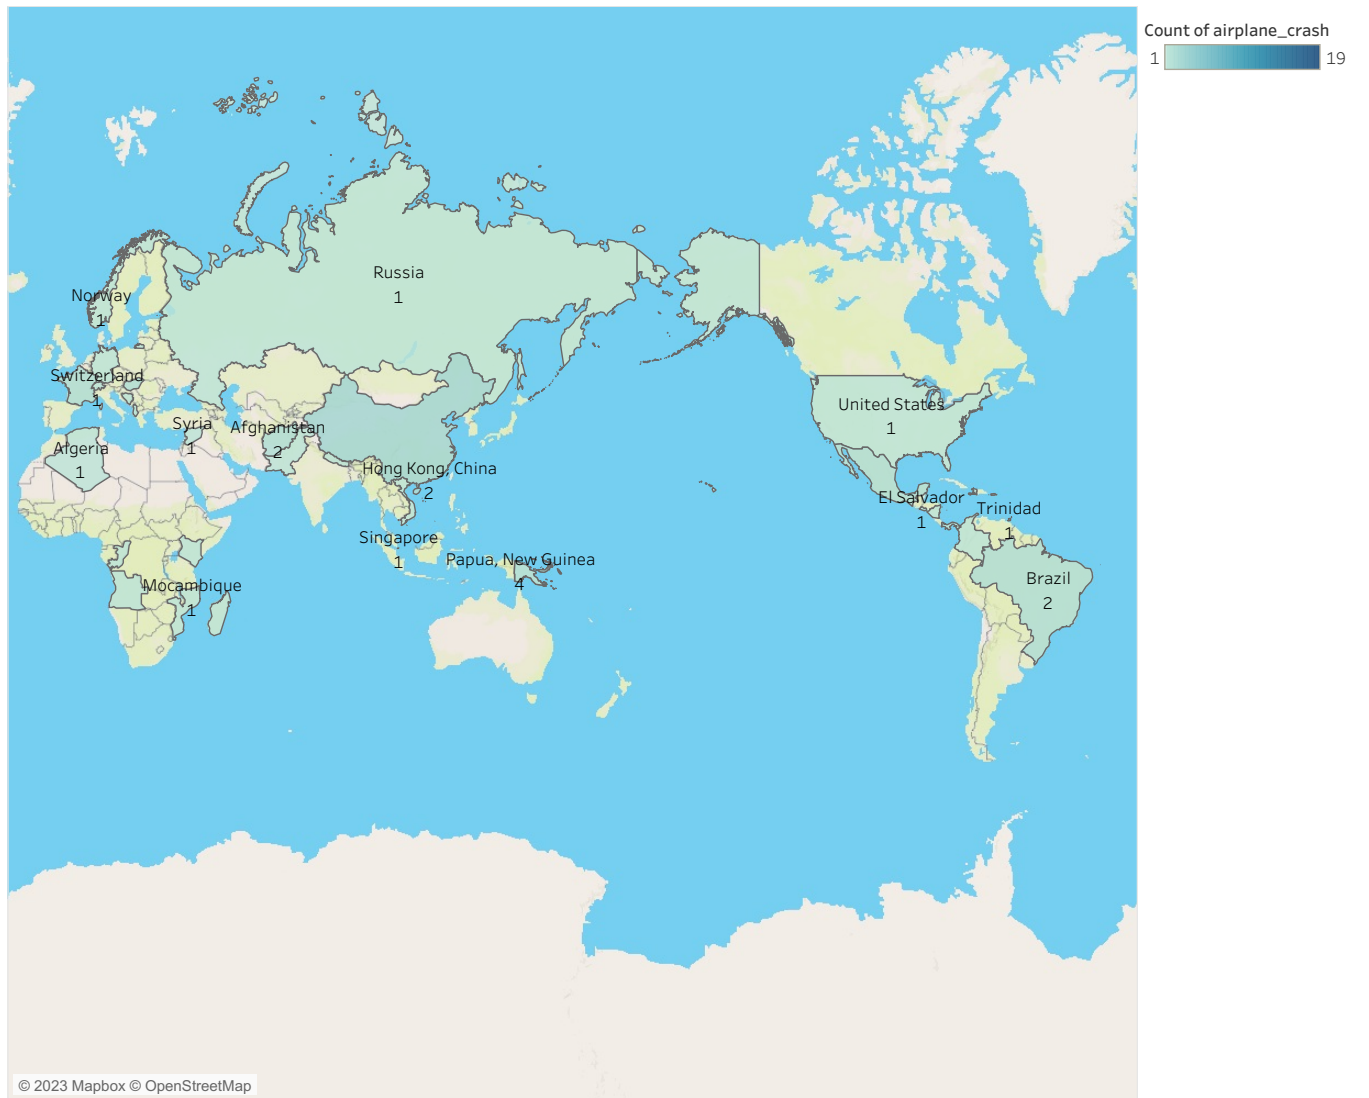 Count of airplane_crash
1 19
Russia
1
Norway
1
Switzerland
1
United States
1
Syria
1
Afghanistan
2
Algeria
1
Hong Kong, China
2
El Salvador
1
Trinidad
1
Singapore
1
Papua, New Guinea
4
Brazil
2
Mocambique
1
© 2023 Mapbox © OpenStreetMap